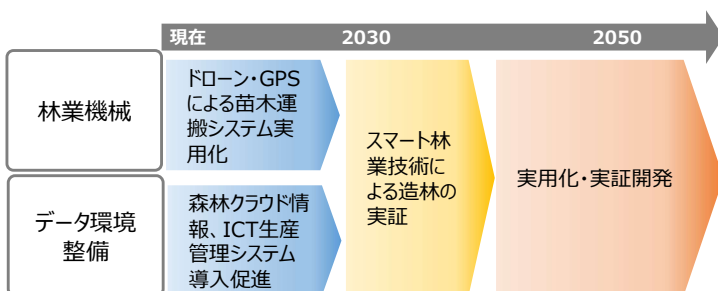 現在
2030
2050
林業機械
ドローン・GPS
による苗木運
搬システム実
用化
スマート林
業技術に
よる造林の
実証
実用化・実証開発
データ環境
整備
森林クラウド情
報、ICT生産
管理システム
導入促進